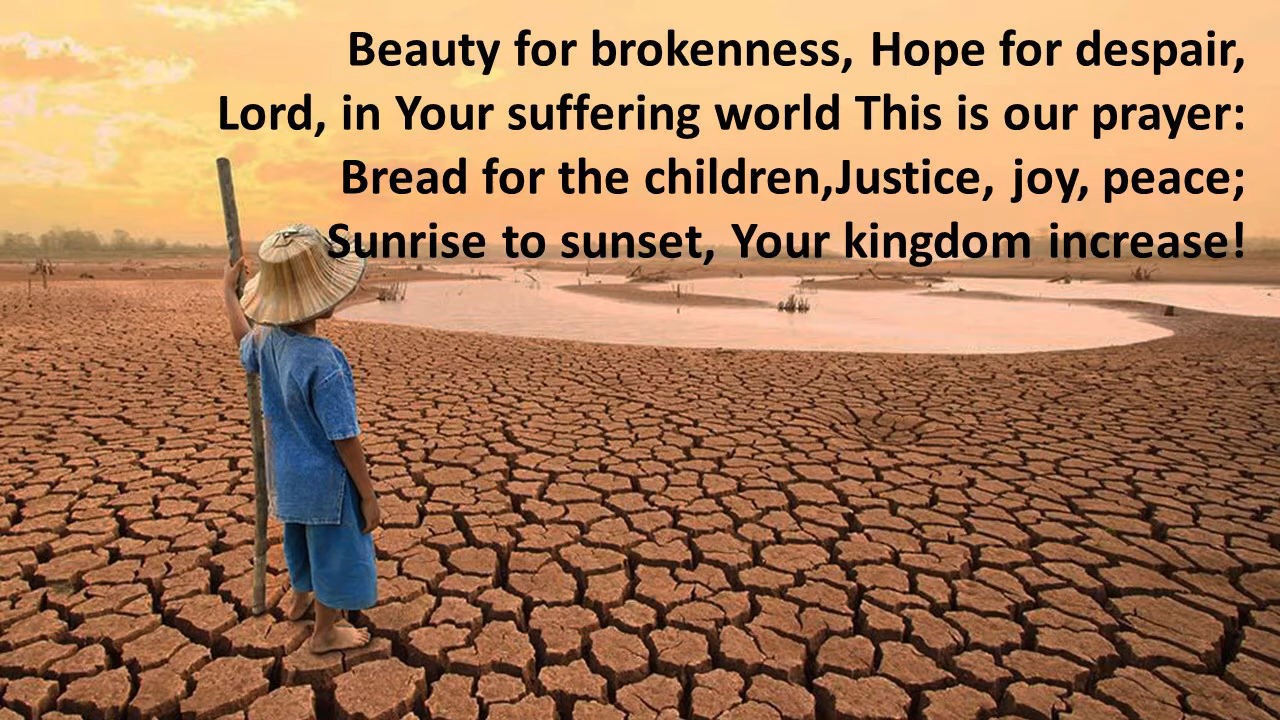 Beauty for brokenness, Hope for despair,
Lord, in Your suffering world This is our prayer:
Bread for the children,Justice, joy, peace;
Sunrise to sunset, Your kingdom increase!